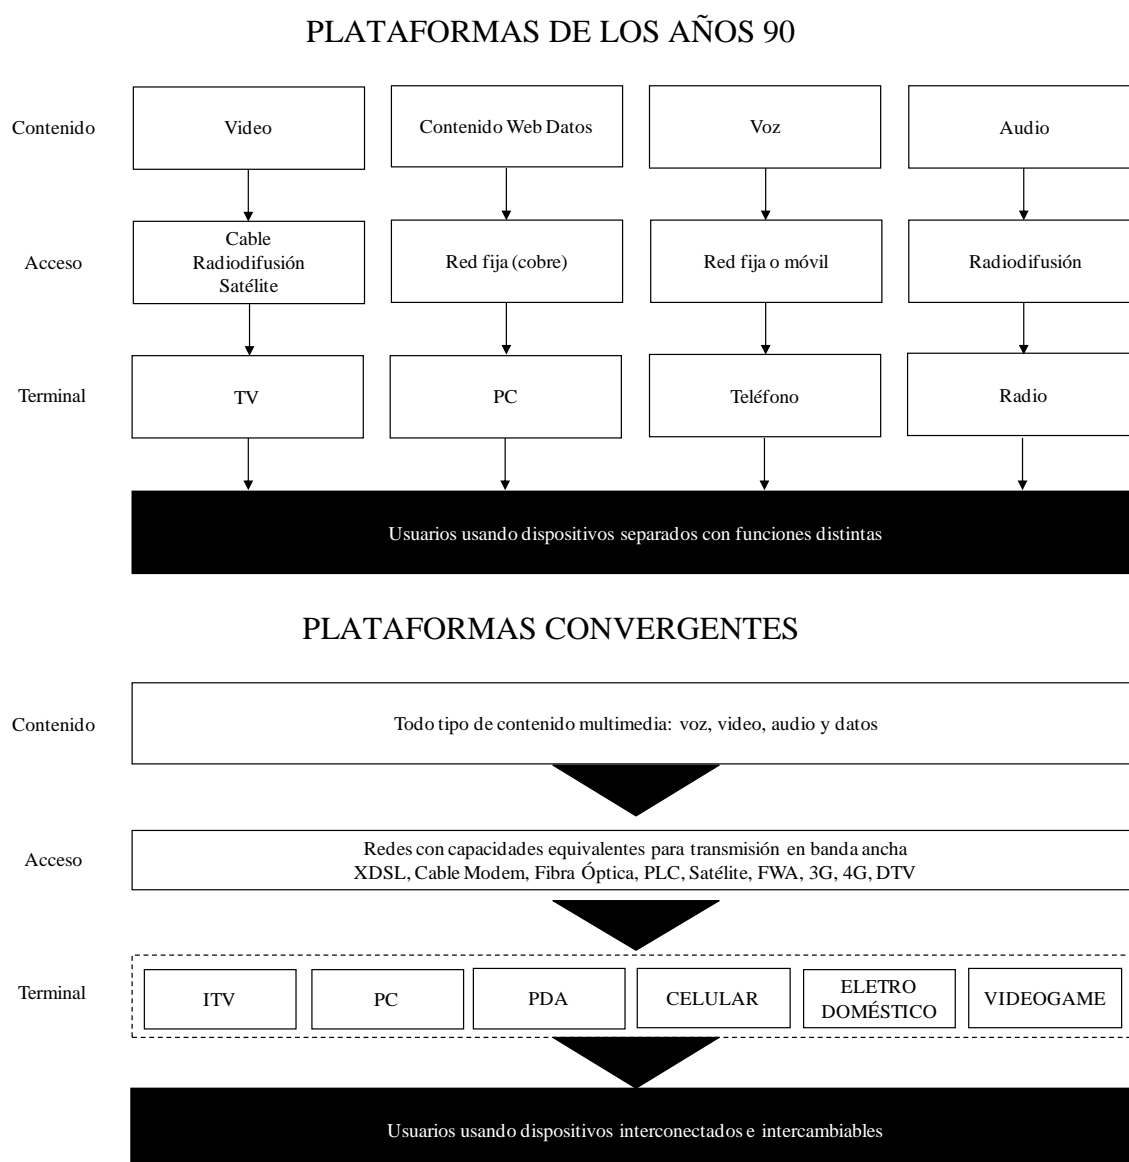 PLATAFORMAS DE LOS AÑOS 90
Contenido
Video
Contenido Web Datos
Voz
Audio
Acceso
Cable
Radiodifusión
Satélite
Red fija (cobre)
Red fija o móvil
Radiodifusión
Terminal
TV
PC
Teléfono
Radio
Usuarios usando dispositivos separados con funciones distintas
PLATAFORMAS CONVERGENTES
Contenido
Todo tipo de contenido multimedia: voz, video, audio y datos
Acceso
Redes con capacidades equivalentes para transmisión en banda ancha
XDSL, Cable Modem, Fibra Óptica, PLC, Satélite, FWA, 3G, 4G, DTV
Terminal
ITV
PC
PDA
CELULAR
ELETRO
DOMÉSTICO
VIDEOGAME
Usuarios usando dispositivos interconectados e intercambiables